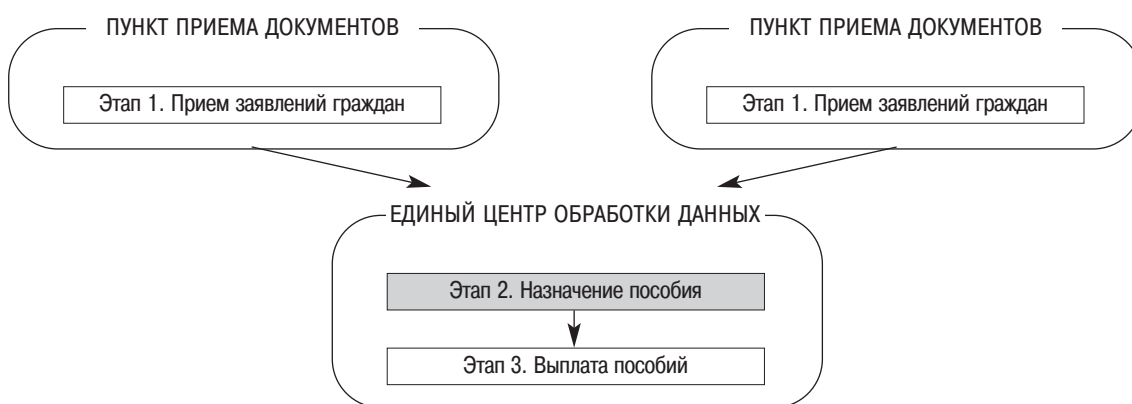 ПУНКТ ПРИЕМА ДОКУМЕНТОВ
Этап 1. Прием заявлений граждан
ПУНКТ ПРИЕМА ДОКУМЕНТОВ
Этап 1. Прием заявлений граждан
ЕДИНЫЙ ЦЕНТР ОБРАБОТКИ ДАННЫХ
Этап 2. Назначение пособия
Этап 3. Выплата пособий